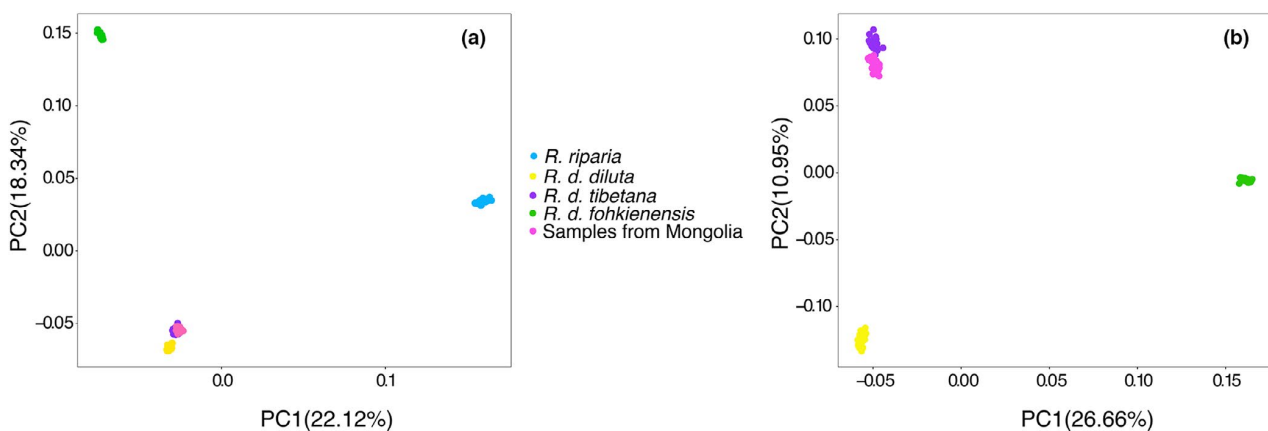 (a)
0.15
0.10
0.05
0.00
−0.05
PC2(18.34%)
0.0
0.1
PC1(22.12%)
R. riparia
R. d. diluta
R. d. tibetana
R. d. fohkienensis
Samples from Mongolia
(b)
0.10
0.05
0.00
−0.05
−0.10
PC2(10.95%)
−0.05
0.00
0.05
0.10
0.15
PC1(26.66%)